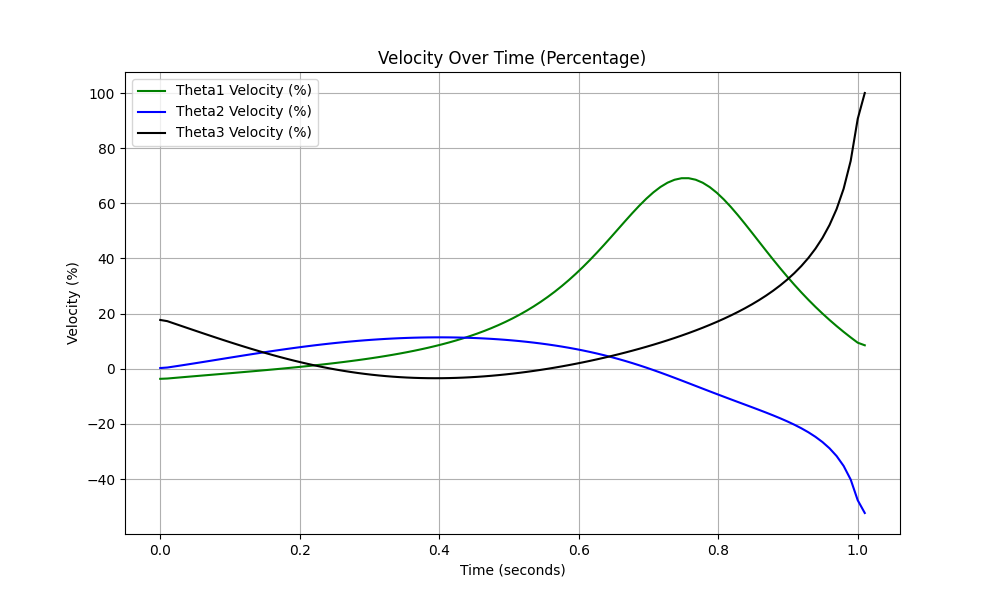 Velocity Over Time (Percentage)
Theta1 Velocity (%)
Theta2 Velocity (%)
Theta3 Velocity (%)
100
80
60
40
20
0
−20
−40
Velocity (%)
0.0 0.2 0.4 0.6 0.8 1.0
Time (seconds)